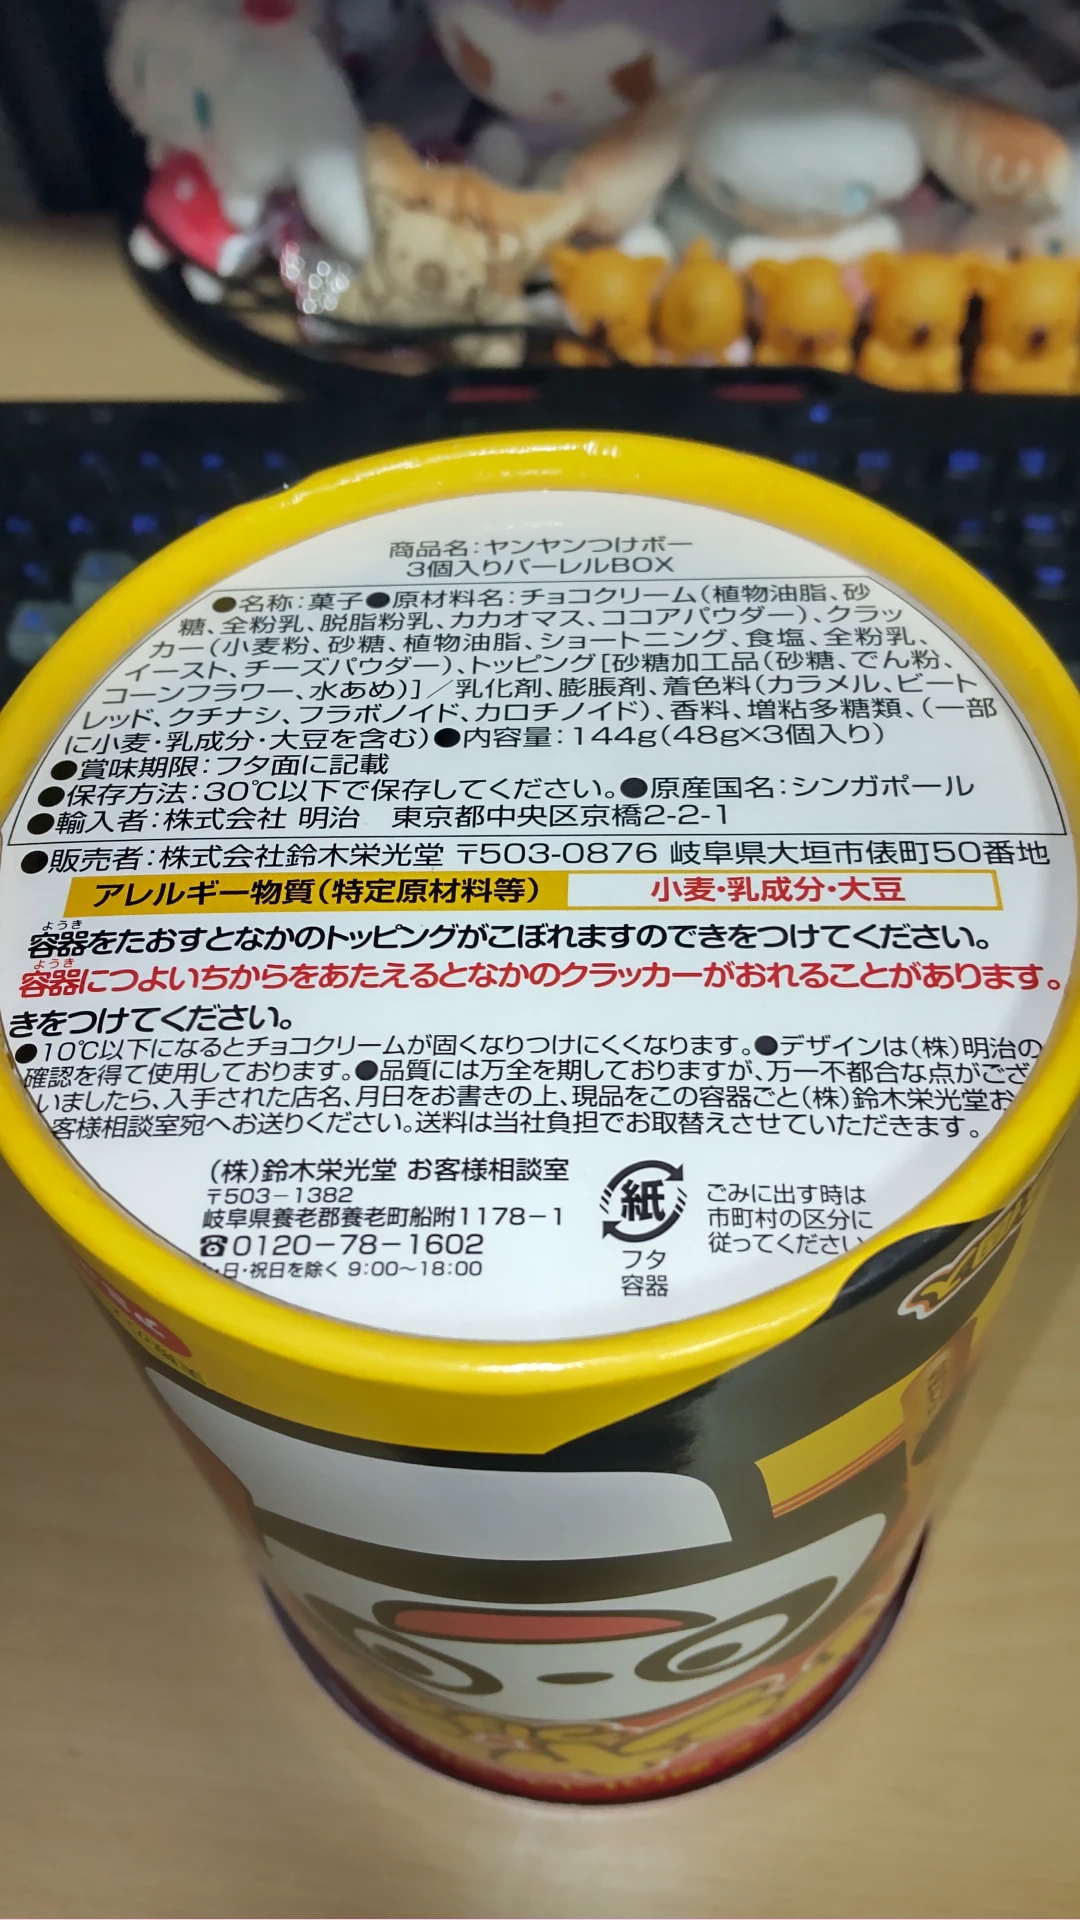 商品名：ヤンヤンつけボー
3個入りバーレルBOX
●名称：菓子●原材料名：チョコクリーム（植物油脂、砂
糖、全粉乳、脱脂粉乳、カカオマス、ココアパウダー）、クラッ
カー（小麦粉、砂糖、植物油脂、ショートニング、食塩、全粉乳、
イースト、チーズパウダー）、トッピング［砂糖加工品（砂糖、でん粉、
コーンフラワー、水あめ）］／乳化剤、膨脹剤、着色料（カラメル、ビート
レッド、クチナシ、フラボノイド、カロチノイド）、香料、増粘多糖類、（一部
に小麦・乳成分・大豆を含む）●内容量：144g（48g×3個入り）
●賞味期限：フタ面に記載
●保存方法：30℃以下で保存してください。●原産国名：シンガポール
●輸入者：株式会社 明治　東京都中央区京橋2-2-1
●販売者：株式会社鈴木栄光堂 〒503-0876 岐阜県大垣市俵町50番地
アレルギー物質（特定原材料等） 小麦・乳成分・大豆
ようき
容器をたおすとなかのトッピングがこぼれますのできをつけてください。
ようき
容器につよいちからをあたえるとなかのクラッカーがおれることがあります。
きをつけてください。
●10℃以下になるとチョコクリームが固くなりつけにくくなります。●デザインは（株）明治の
確認を得て使用しております。●品質には万全を期しておりますが、万一不都合な点がござ
いましたら、入手された店名、月日をお書きの上、現品をこの容器ごと（株）鈴木栄光堂お
客様相談室宛へお送りください。送料は当社負担でお取替えさせていただきます。
（株）鈴木栄光堂 お客様相談室
〒503－1382
岐阜県養老郡養老町船附1178－1
☎0120－78－1602
日・祝日を除く 9:00～18:00
紙
フタ
容器
ごみに出す時は
市町村の区分に
従ってください